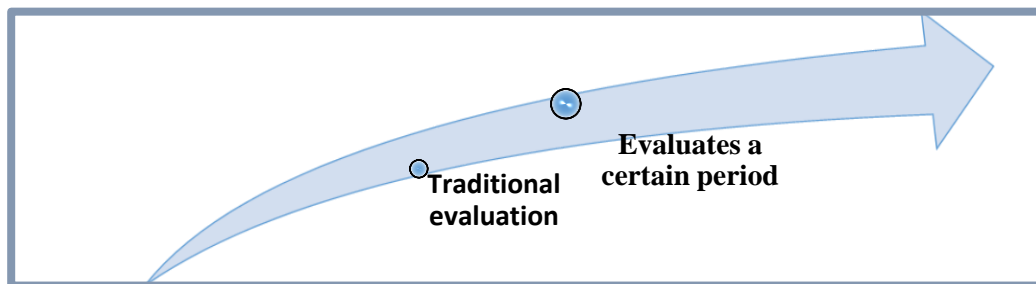 Traditional
evaluation
Evaluates a
certain period